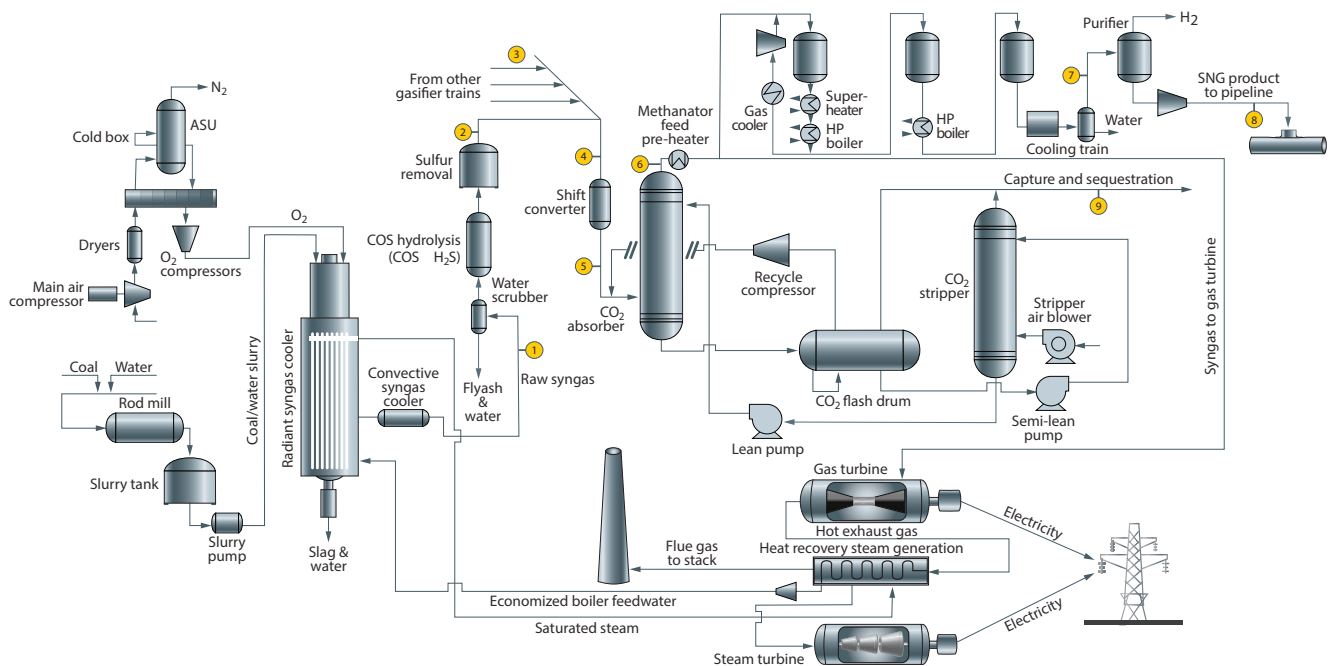 N2
Cold box
ASU
Dryers
O2
compressors
Main air
compressor
O2
Coal
Water
Rod mill
Slurry tank
Slurry
pump
Coal/water slurry
Radiant syngas cooler
Slag &
water
Convective
syngas
cooler
3
From other
gasifier trains
2
Sulfur
removal
COS hydrolysis
(COS H2S)
Water
scrubber
1
Raw syngas
Flyash
&
water
4
Shift
converter
5
CO2
absorber
6
Methanator
feed
pre-heater
Gas
cooler
Super-
heater
HP
boiler
HP
boiler
Cooling train
7
Water
Purifier
H2
SNG product
to pipeline
8
Capture and sequestration
9
Recycle
compressor
CO2 flash drum
CO2
stripper
Stripper
air blower
Semi-lean
pump
Lean pump
Syngas to gas turbine
Gas turbine
Hot exhaust gas
Heat recovery steam generation
Flue gas
to stack
Economized boiler feedwater
Saturated steam
Steam turbine
Electricity
Electricity